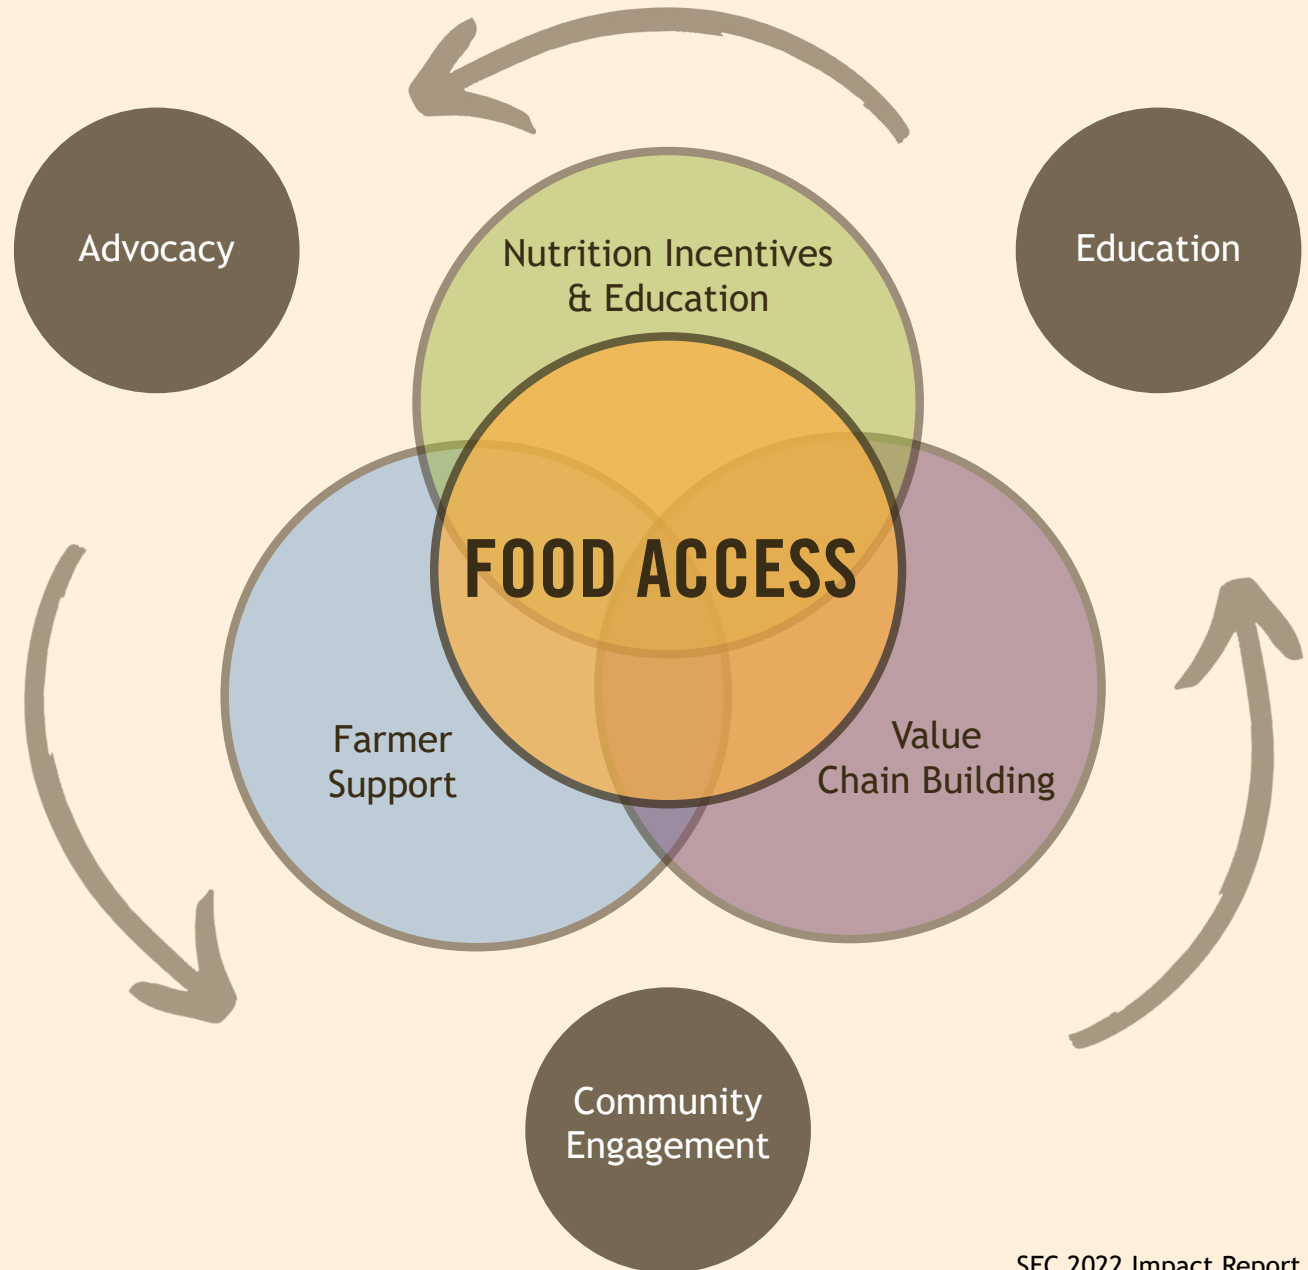 Advocacy
Education
Nutrition Incentives
& Education
FOOD ACCESS
Farmer
Support
Value
Chain Building
Community
Engagement
SFC 2022 Impact Report